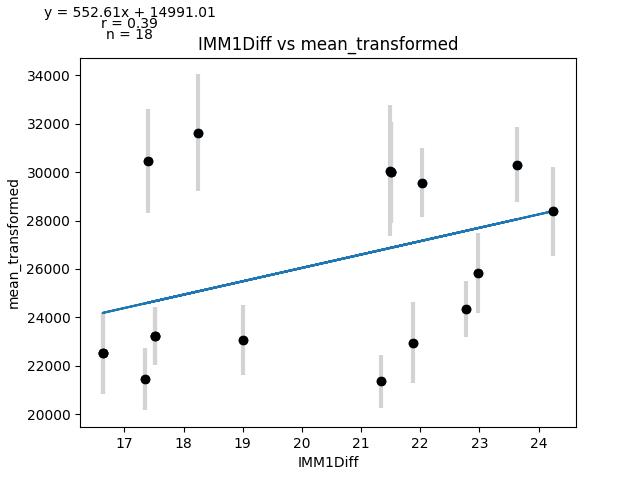 y = 552.61x + 14991.01
r = 0.39
n = 18
IMM1Diff vs mean_transformed
34000
32000
30000
28000
26000
24000
22000
20000
mean_transformed
17 18 19 20 21 22 23 24
IMM1Diff